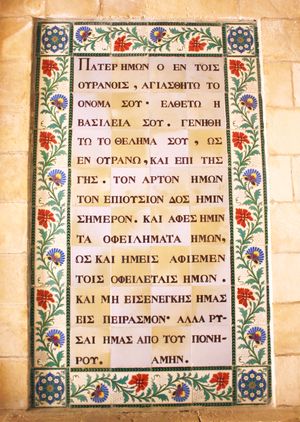 ΠΑΤΕΡ ΗΜΩΝ Ο ΕΝ ΤΟΙΣ
ΟΥΡΑΝΟΙΣ, ΑΓΙΑΣΘΗΤΩ ΤΟ
ΟΝΟΜΑ ΣΟΥ· ΕΛΘΕΤΩ Η
ΒΑΣΙΛΕΙΑ ΣΟΥ. ΓΕΝΗΘΗ
ΤΩ ΤΟ ΘΕΛΗΜΑ ΣΟΥ, ΩΣ
ΕΝ ΟΥΡΑΝΩ, ΚΑΙ ΕΠΙ ΤΗΣ
ΓΗΣ. ΤΟΝ ΑΡΤΟΝ ΗΜΩΝ
ΤΟΝ ΕΠΙΟΥΣΙΟΝ ΔΟΣ ΗΜΙΝ
ΣΗΜΕΡΟΝ. ΚΑΙ ΑΦΕΣ ΗΜΙΝ
ΤΑ ΟΦΕΙΛΗΜΑΤΑ ΗΜΩΝ,
ΩΣ ΚΑΙ ΗΜΕΙΣ ΑΦΙΕΜΕΝ
ΤΟΙΣ ΟΦΕΙΛΕΤΑΙΣ ΗΜΩΝ.
ΚΑΙ ΜΗ ΕΙΣΕΝΕΓΚΗΣ ΗΜΑΣ
ΕΙΣ ΠΕΙΡΑΣΜΟΝ· ΑΛΛΑ ΡΥ-
ΣΑΙ ΗΜΑΣ ΑΠΟ ΤΟΥ ΠΟΝΗ-
ΡΟΥ. ΑΜΗΝ.